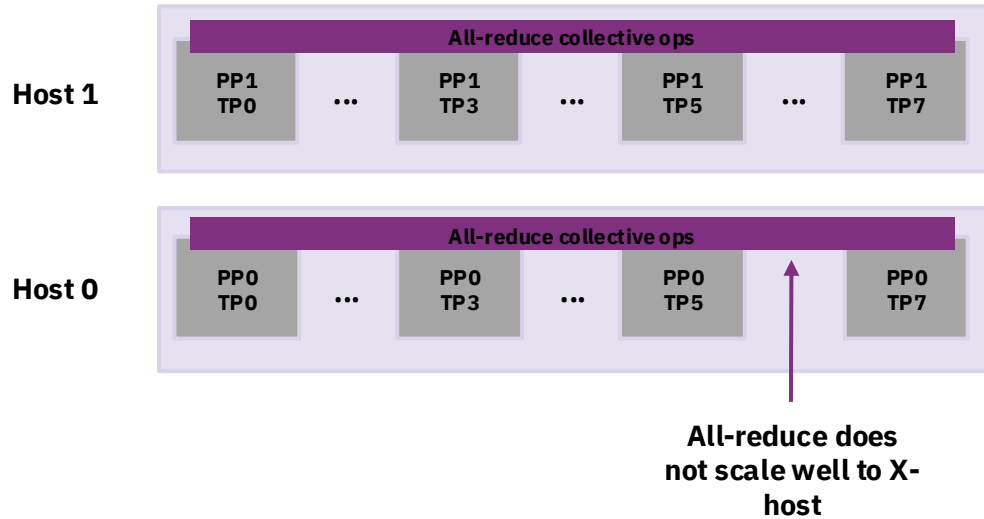 All-reduce collective ops
Host 1
PP1
TP0
...
PP1
TP3
...
PP1
TP5
...
PP1
TP7
All-reduce collective ops
Host 0
PP0
TP0
...
PP0
TP3
...
PP0
TP5
PP0
TP7
All-reduce does
not scale well to X-
host